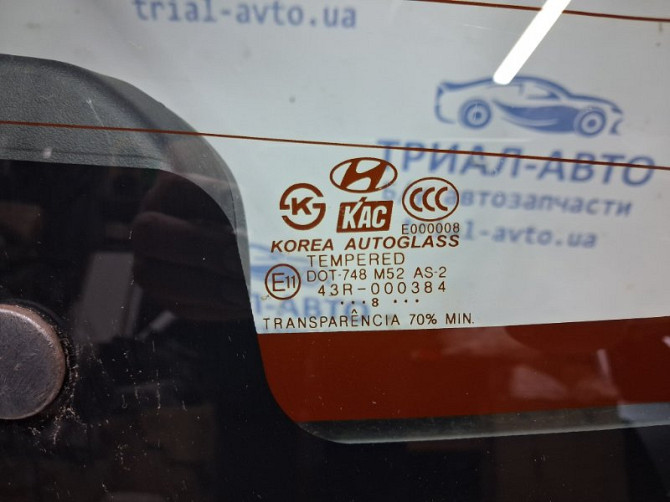 trial-avto.ua
ТРИАЛ-АВТО
автозапчасти
trial-avto.ua
KAC
CCC
E000008
KOREA AUTOGLASS
TEMPERED
DOT-748 M52 AS-2
E11
43R-000384
•••8 •••
TRANSPARÊNCIA 70% MIN.